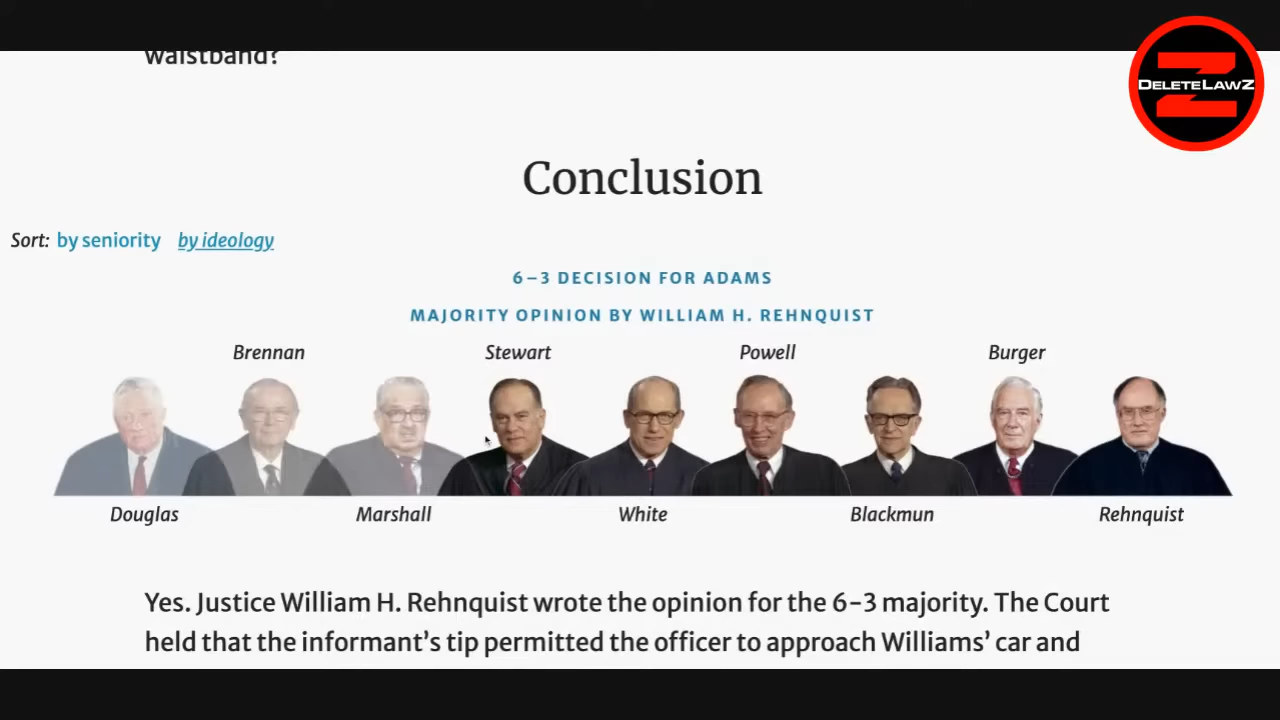 waistband?
DELETELAWZ
Conclusion
Sort: by seniority by ideology
6–3 DECISION FOR ADAMS
MAJORITY OPINION BY WILLIAM H. REHNQUIST
Brennan Stewart Powell Burger
Douglas Marshall White Blackmun Rehnquist
Yes. Justice William H. Rehnquist wrote the opinion for the 6-3 majority. The Court
held that the informant’s tip permitted the officer to approach Williams’ car and